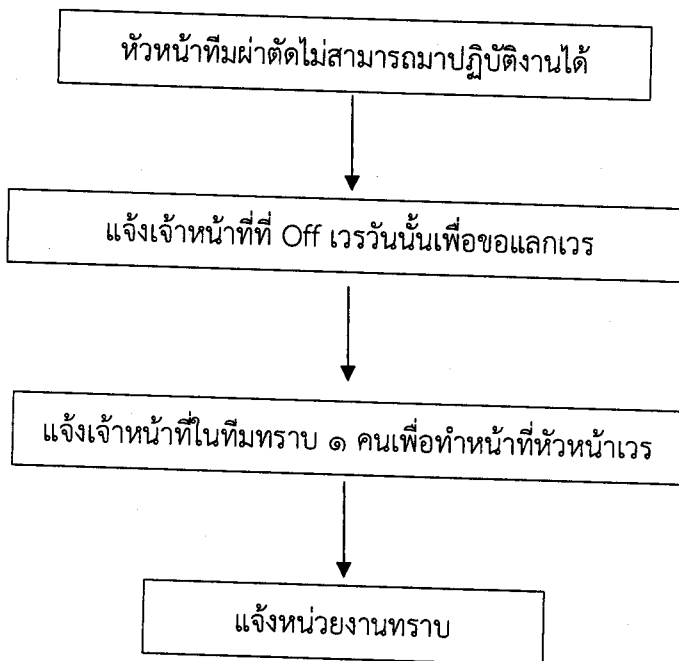 หัวหน้าทีมผ่าตัดไม่สามารถมาปฏิบัติงานได้
แจ้งเจ้าหน้าที่ที่ Off เวรวันนั้นเพื่อขอแลกเวร
แจ้งเจ้าหน้าที่ในทีมทราบ ๑ คนเพื่อทำหน้าที่หัวหน้าเวร
แจ้งหน่วยงานทราบ